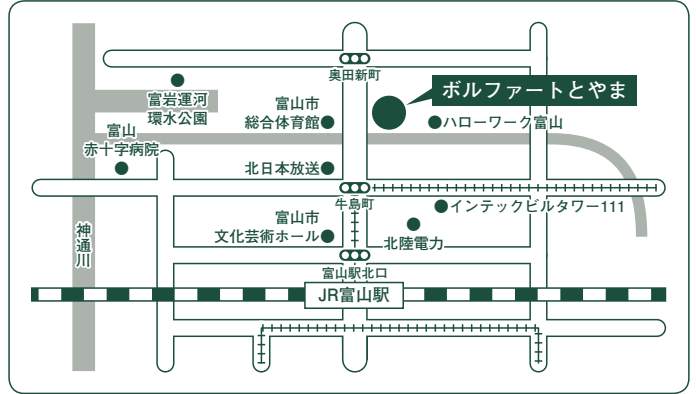 奥田新町
ボルファートとやま
富岩運河
環水公園
富山市
総合体育館
ハローワーク富山
富山
赤十字病院
北日本放送
牛島町
インテックビルタワー111
富山市
文化芸術ホール
北陸電力
神通川
富山駅北口
JR富山駅